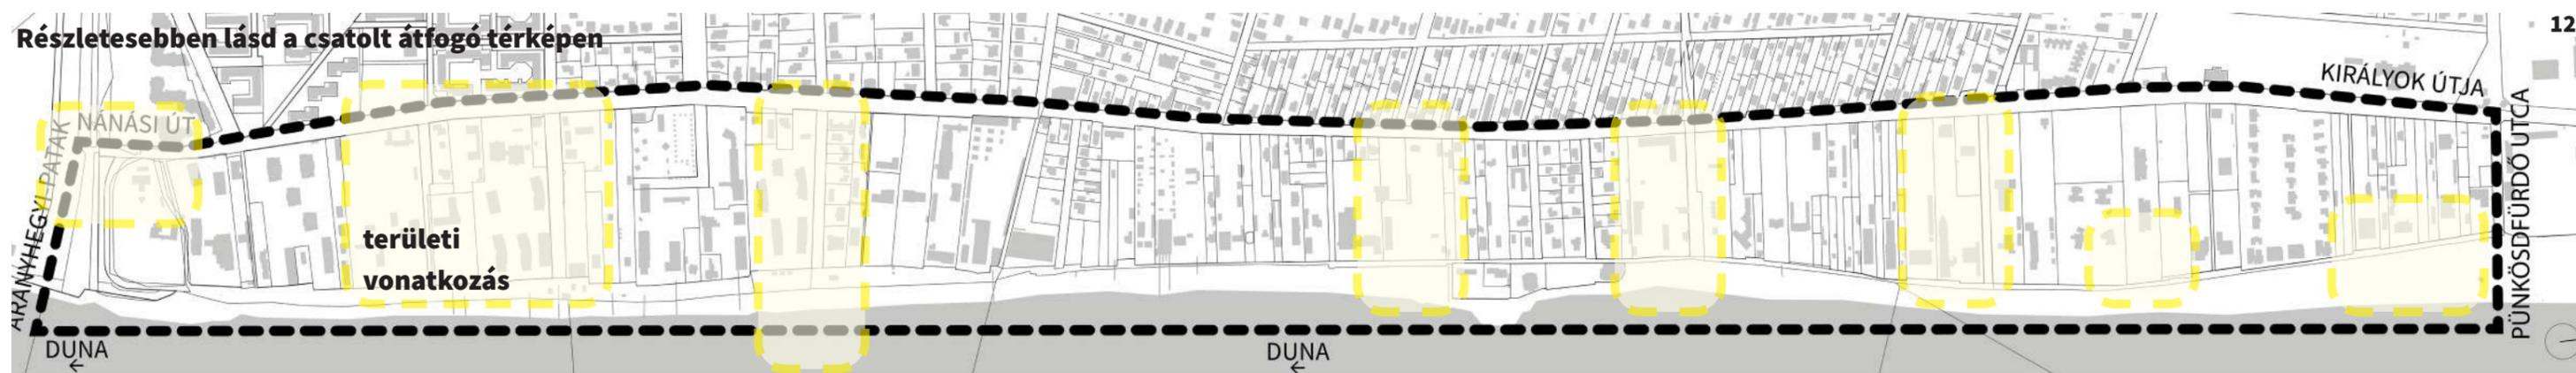 Részletesebben lásd a csatolt átfogó térképen
12
KIRÁLYOK ÚTJA
NÁNÁSI ÚT
ARANYHEGYI-PATAK
PÜNKÖSDFÜRDŐ UTCA
területi
vonatkozás
DUNA
←
DUNA
←